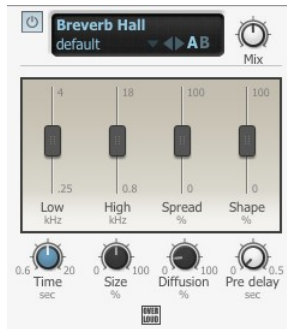 Breverb Hall
default
A B
Mix
4 18 100 100
.25 0.8 0 0
Low High Spread Shape
kHz kHz % %
0.6 20 0 100 0 100 0 0.5
Time Size Diffusion Pre delay
sec % % sec
OVER
LOUD